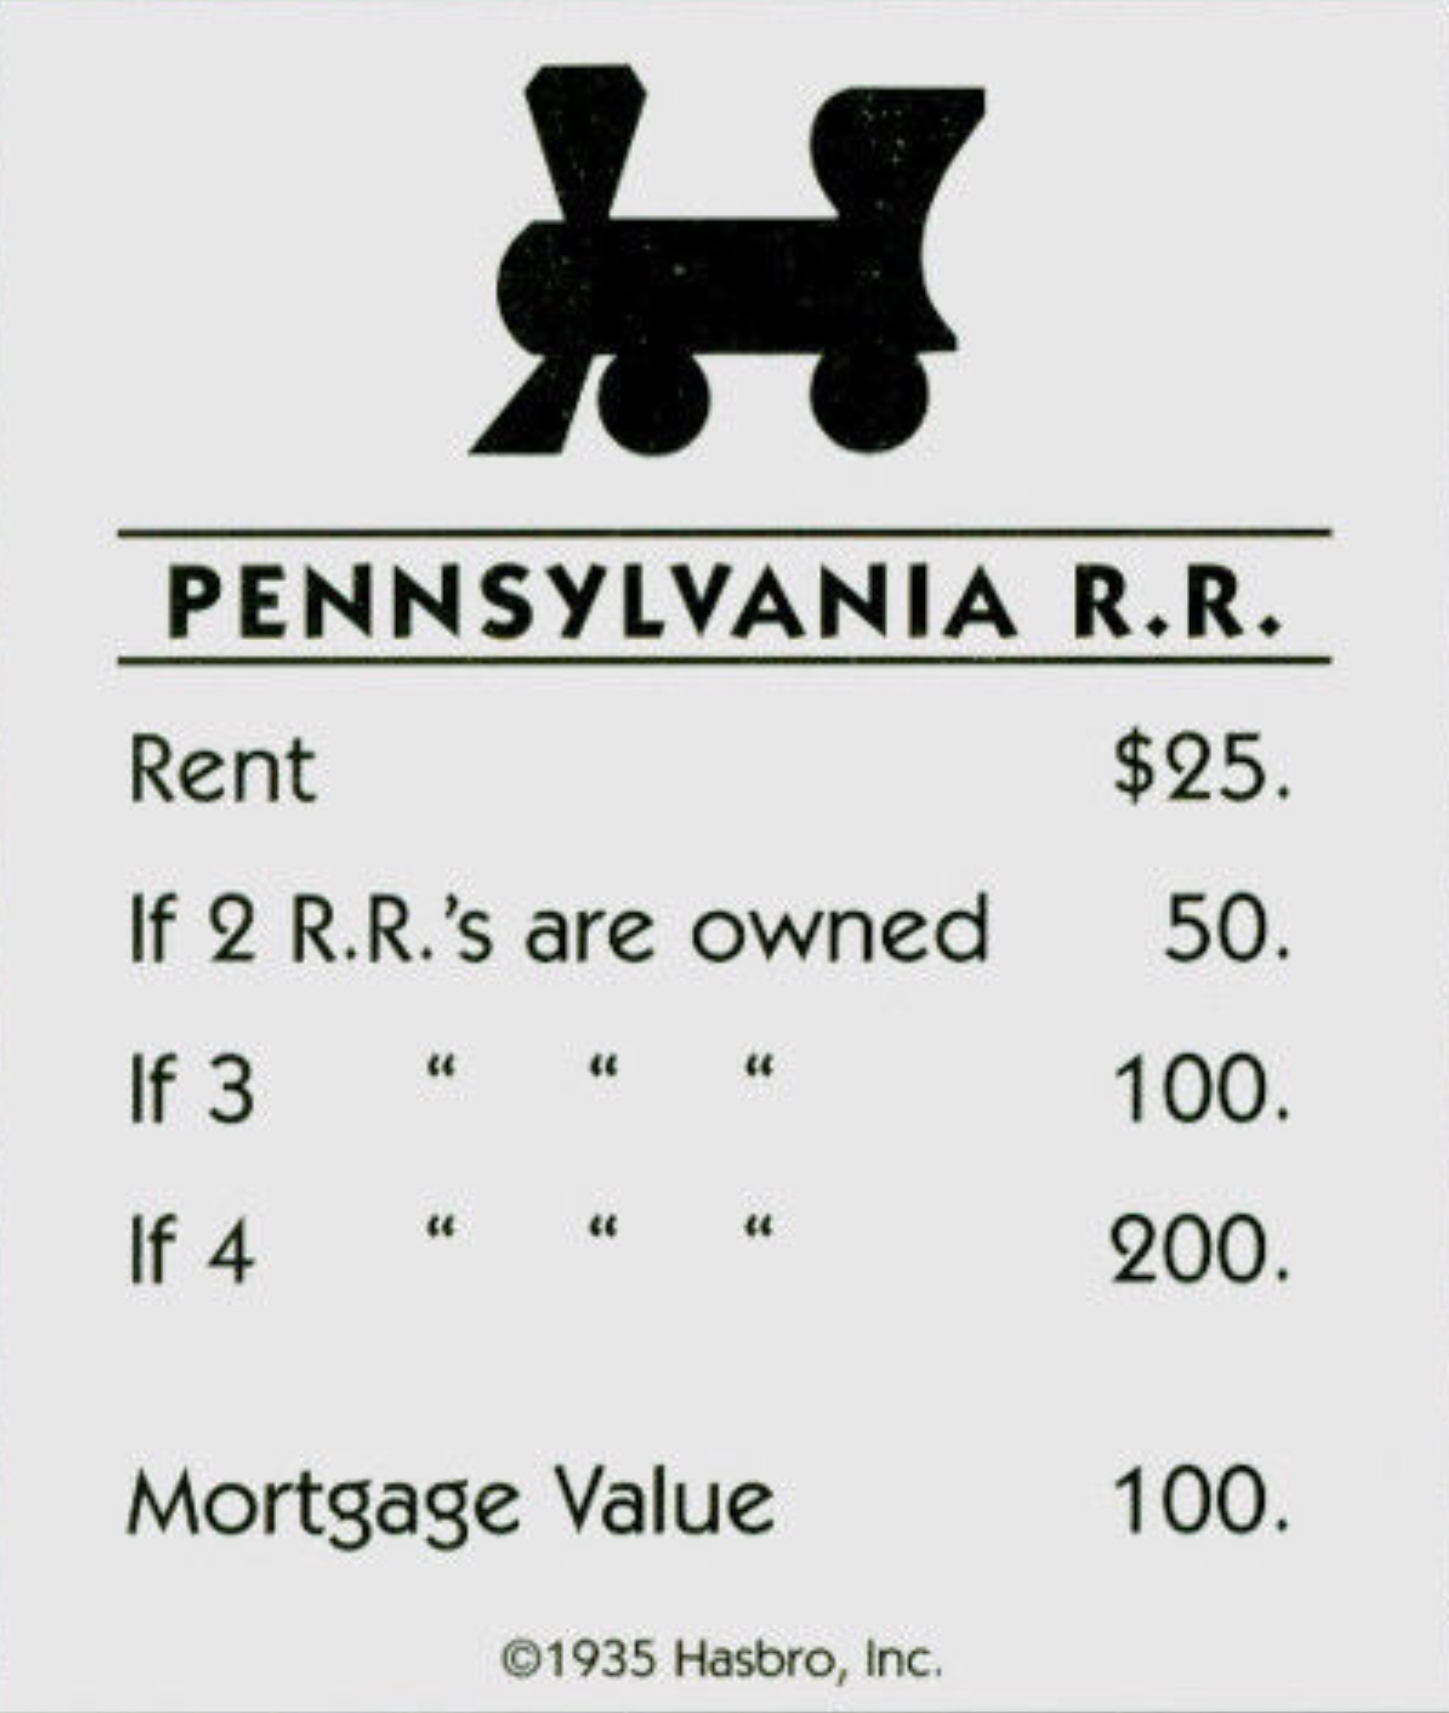 PENNSYLVANIA R.R.
Rent $25.
If 2 R.R.'s are owned 50.
If 3 “ “ “ 100.
If 4 “ “ “ 200.
Mortgage Value 100.
©1935 Hasbro, Inc.